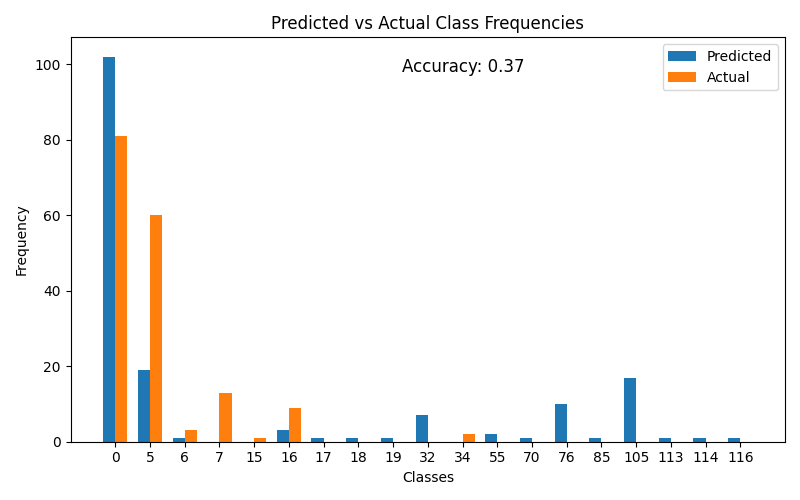 Predicted vs Actual Class Frequencies
Accuracy: 0.37
Predicted
Actual
Frequency
100
80
60
40
20
0
0 5 6 7 15 16 17 18 19 32 34 55 70 76 85 105 113 114 116
Classes